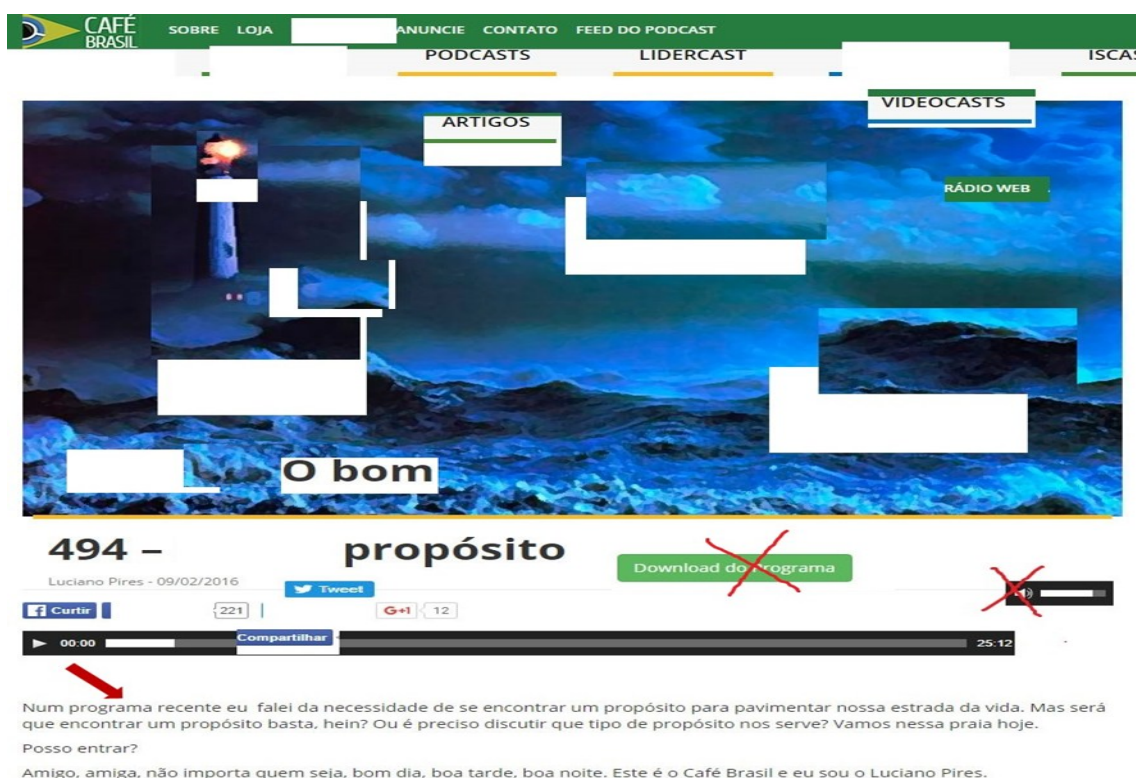 CAFÉ
BRASIL
SOBRE LOJA ANUNCIE CONTATO FEED DO PODCAST
PODCASTS LIDERCAST ISCAS
VIDEOCASTS
ARTIGOS
RÁDIO WEB
O bom
494 – propósito
Download do Programa
Luciano Pires - 09/02/2016
Tweet
Curtir 221 G+1 12
Compartilhar
00:00 25:12
Num programa recente eu falei da necessidade de se encontrar um propósito para pavimentar nossa estrada da vida. Mas será
que encontrar um propósito basta, hein? Ou é preciso discutir que tipo de propósito nos serve? Vamos nessa praia hoje.
Posso entrar?
Amigo, amiga, não importa quem seja, bom dia, boa tarde, boa noite. Este é o Café Brasil e eu sou o Luciano Pires.